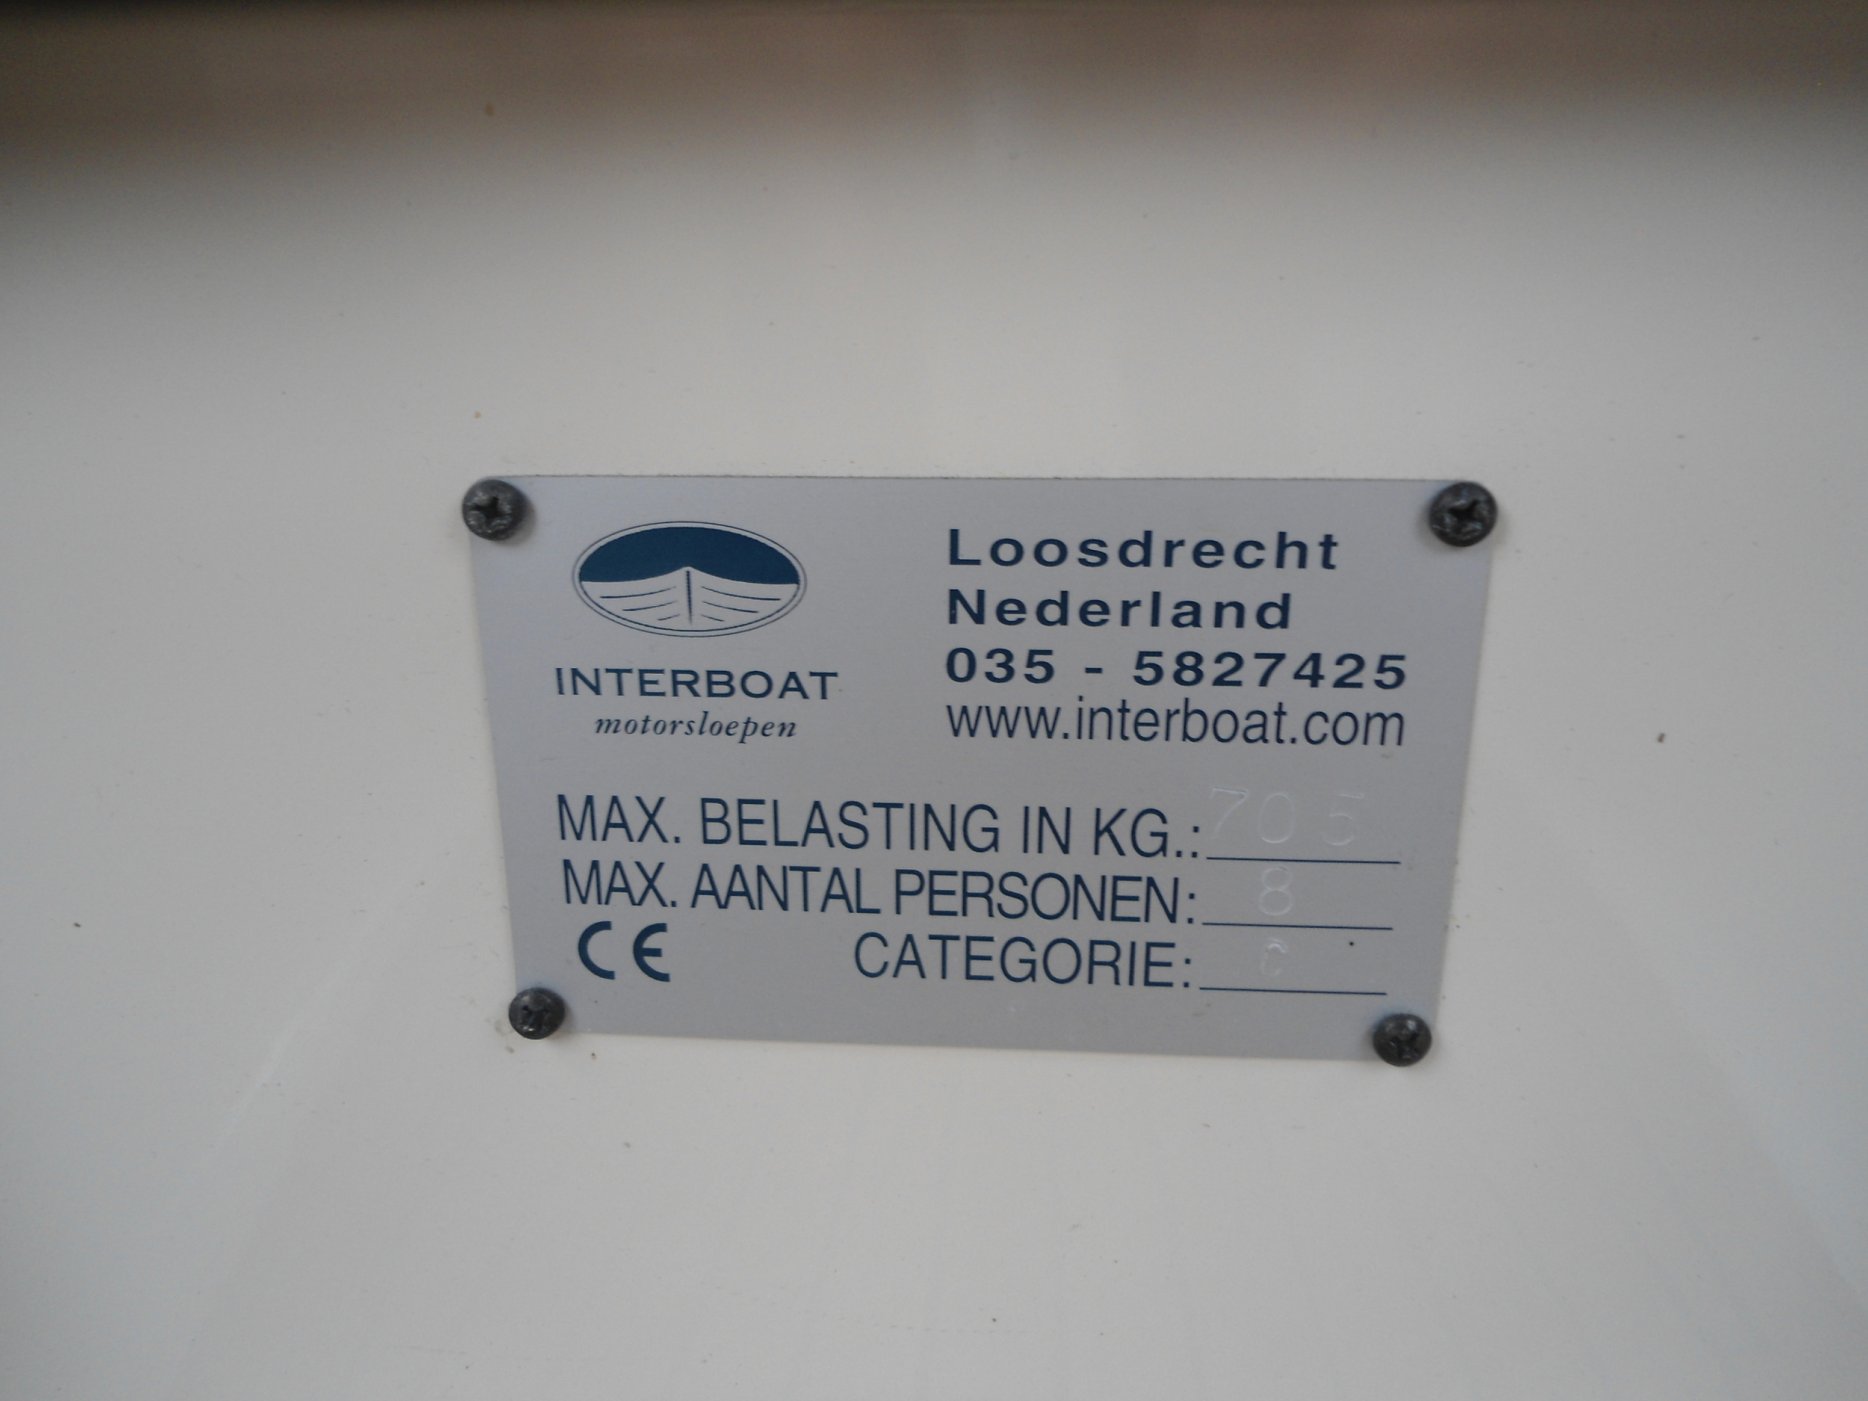 INTERBOAT
motorsloepen
Loosdrecht
Nederland
035 - 5827425
www.interboat.com
MAX. BELASTING IN KG.: 705
MAX. AANTAL PERSONEN: 8
CE CATEGORIE: C